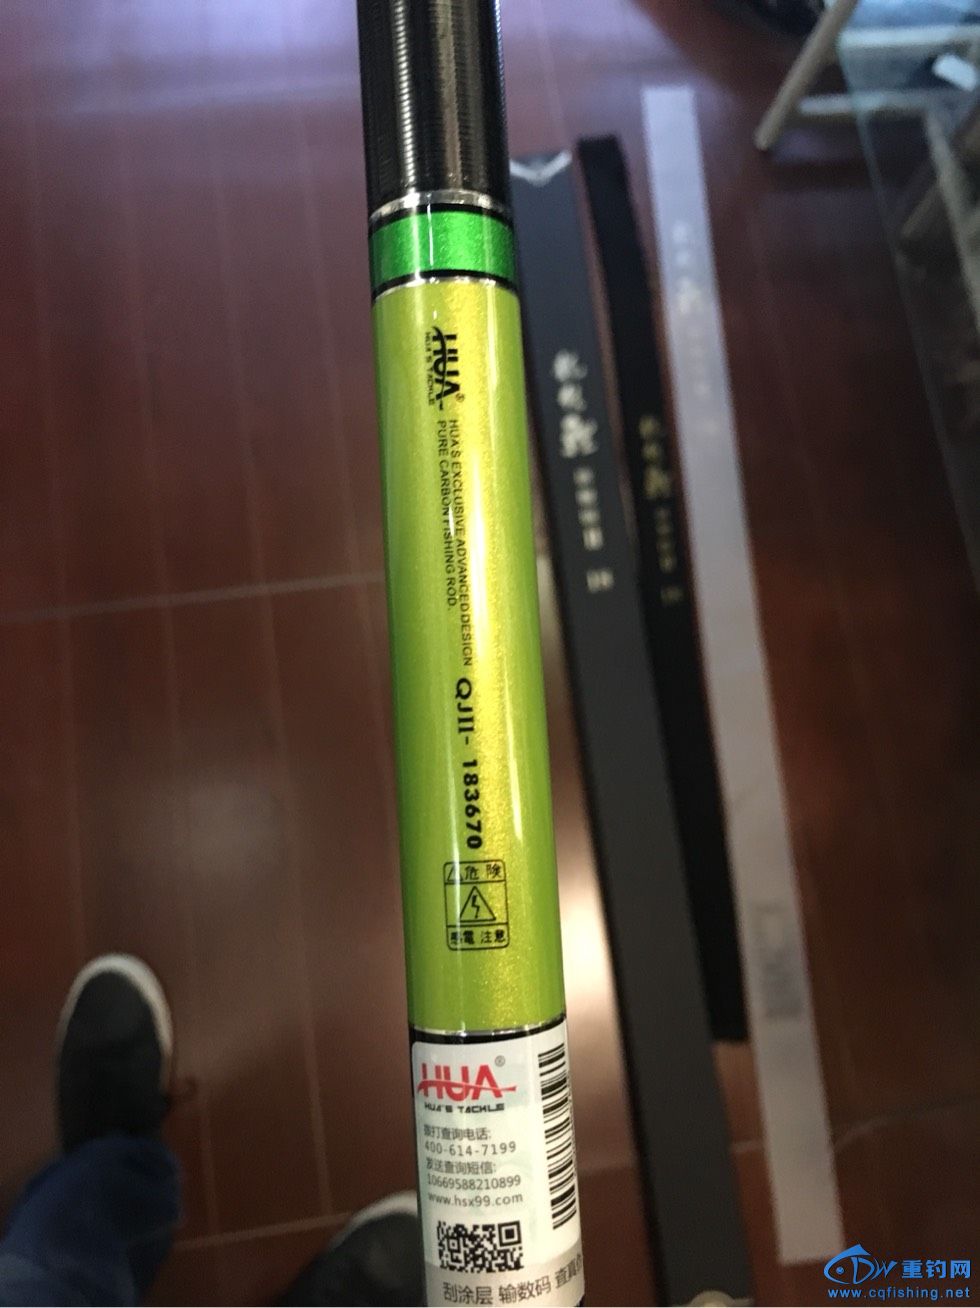 HUA®
HUA'S TACKLE
HUA'S EXCLUSIVE ADVANCED DESIGN
PURE CARBON FISHING ROD.
QJII- 183670
危険
感電 注意
HUA®
HUA'S TACKLE
拨打查询电话:
400-614-7199
发送查询短信:
10669588210899
www.hsx99.com
刮涂层 输数码 查真伪
重钓网
www.cqfishing.net